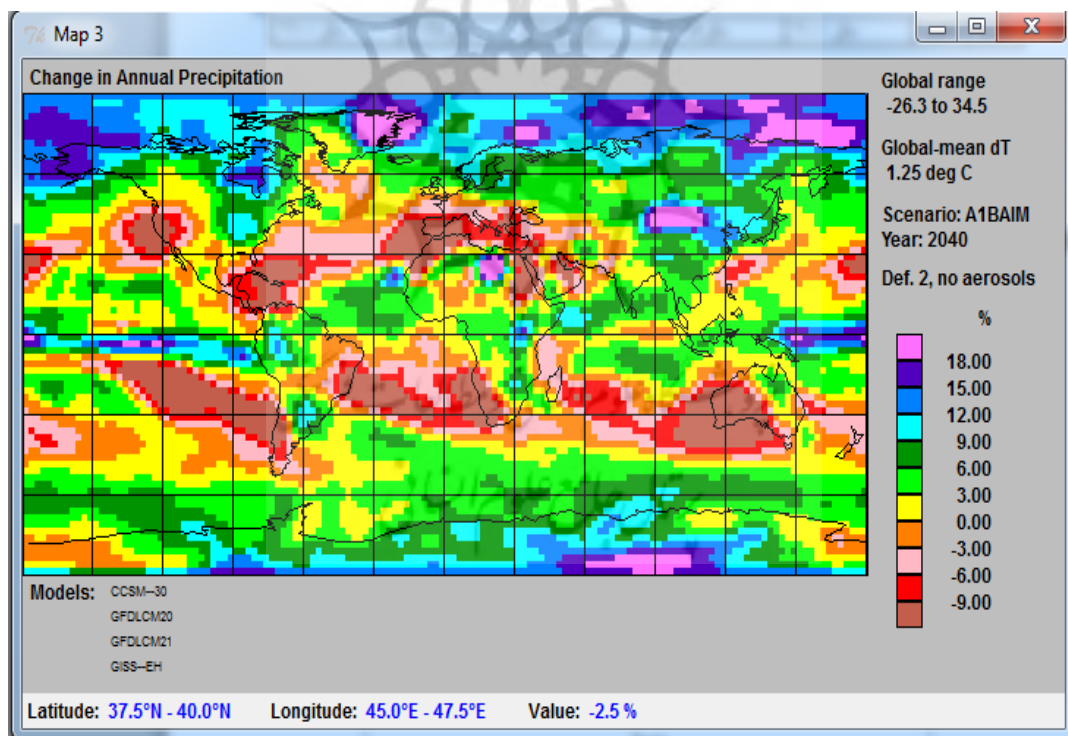 Map 3
Change in Annual Precipitation
Global range
-26.3 to 34.5
Global-mean dT
1.25 deg C
Scenario: A1BAIM
Year: 2040
Def. 2, no aerosols
%
18.00
15.00
12.00
9.00
6.00
3.00
0.00
-3.00
-6.00
-9.00
Models: CCSM--30
GFDLCM20
GFDLCM21
GISS--EH
Latitude: 37.5°N - 40.0°N Longitude: 45.0°E - 47.5°E Value: -2.5 %